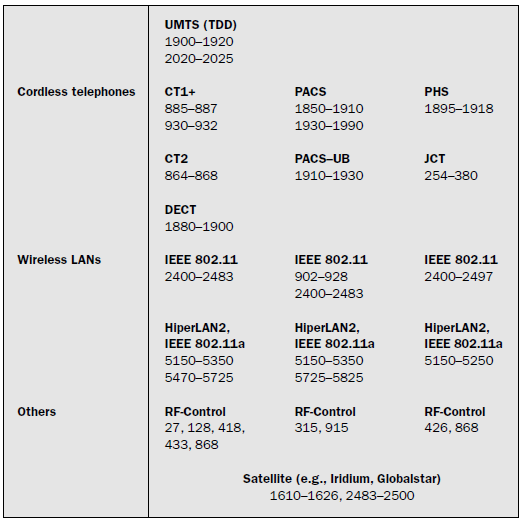 UMTS (TDD)
1900–1920
2020–2025
Cordless telephones CT1+ PACS PHS
885–887 1850–1910 1895–1918
930–932 1930–1990
CT2 PACS–UB JCT
864–868 1910–1930 254–380
DECT
1880–1900
Wireless LANs IEEE 802.11 IEEE 802.11 IEEE 802.11
2400–2483 902–928 2400–2497
2400–2483
HiperLAN2, HiperLAN2, HiperLAN2,
IEEE 802.11a IEEE 802.11a IEEE 802.11a
5150–5350 5150–5350 5150–5250
5470–5725 5725–5825
Others RF-Control RF-Control RF-Control
27, 128, 418, 315, 915 426, 868
433, 868
Satellite (e.g., Iridium, Globalstar)
1610–1626, 2483–2500